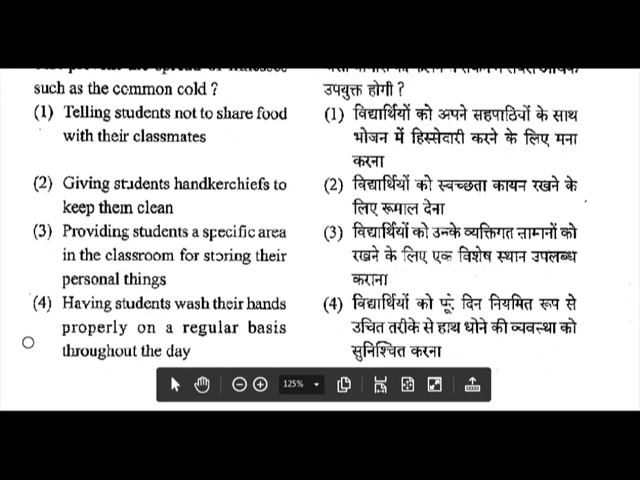 such as the common cold ?
(1) Telling students not to share food
with their classmates
(2) Giving students handkerchiefs to
keep them clean
(3) Providing students a specific area
in the classroom for storing their
personal things
(4) Having students wash their hands
properly on a regular basis
throughout the day
उपयुक्त होगी ?
(1) विद्यार्थियों को अपने सहपाठियों के साथ
भोजन में हिस्सेदारी करने के लिए मना
करना
(2) विद्यार्थियों को स्वच्छता कायन रखने के
लिए रूमाल देना
(3) विद्यार्थियों को उनके व्यक्तिगत सामानों को
रखने के लिए एक विशेष स्थान उपलब्ध
कराना
(4) विद्यार्थियों को पूरे दिन नियमित रूप से
उचित तरीके से हाथ धोने की व्यवस्था को
सुनिश्चित करना
125%